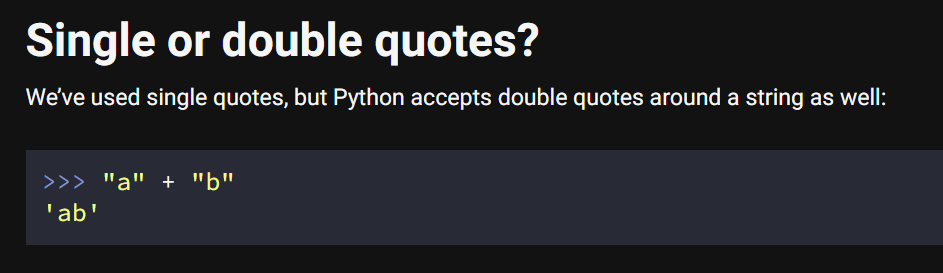 Single or double quotes?
We’ve used single quotes, but Python accepts double quotes around a string as well:
>>> "a" + "b"
'ab'